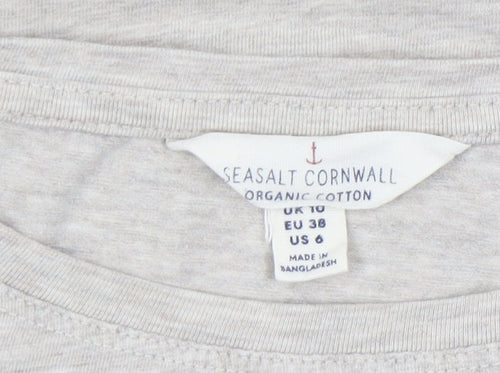 SEASALT CORNWALL
ORGANIC COTTON
UK 10
EU 38
US 6
MADE IN
BANGLADESH